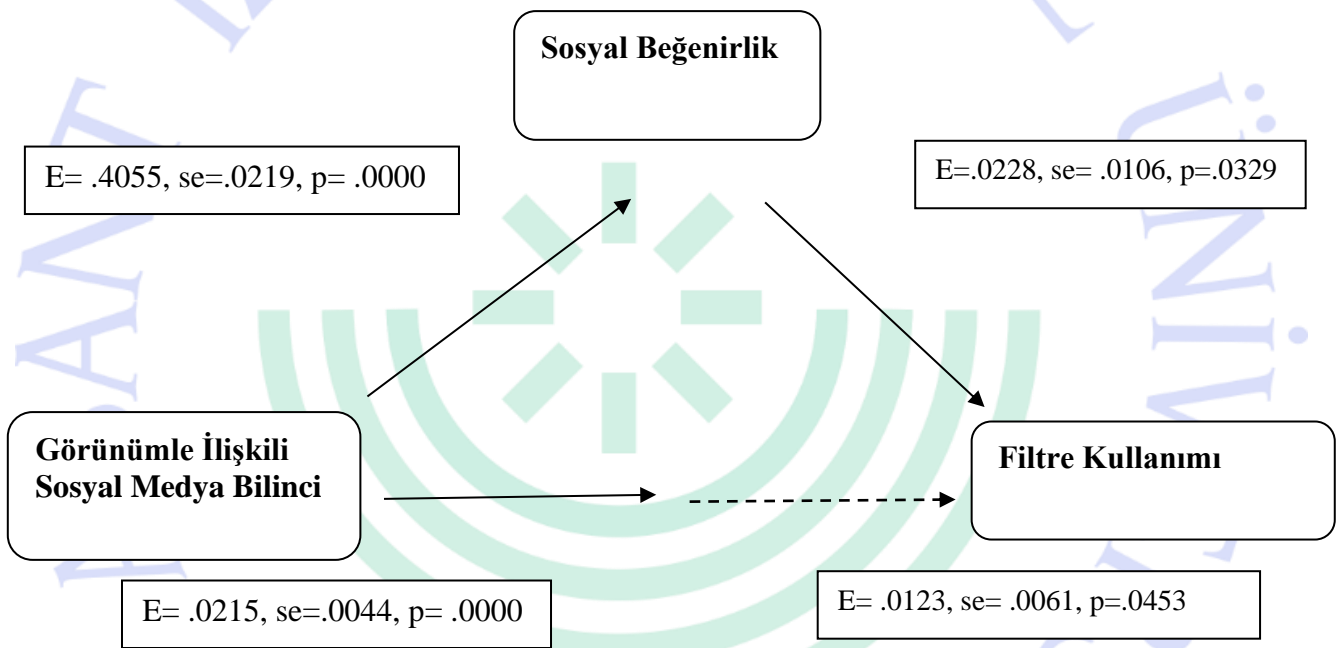 Sosyal Beğenirlik
E= .4055, se=.0219, p= .0000
E=.0228, se= .0106, p=.0329
Görünümle İlişkili
Sosyal Medya Bilinci
Filtre Kullanımı
E= .0215, se=.0044, p= .0000
E= .0123, se= .0061, p=.0453